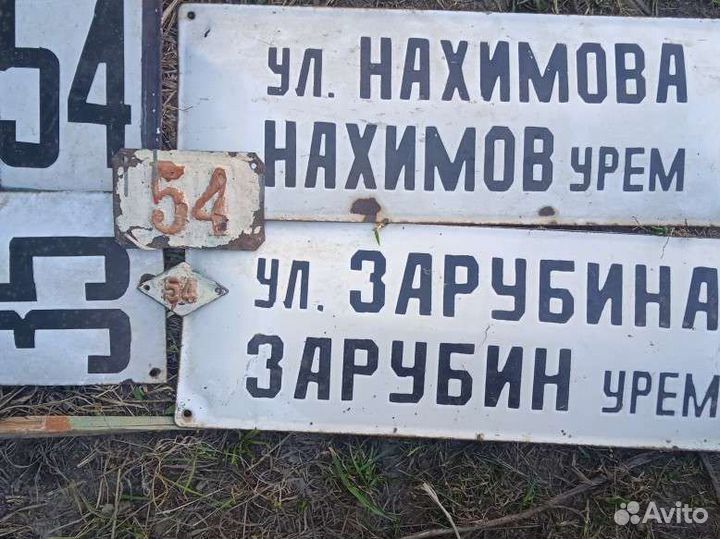 54
ул. НАХИМОВА
НАХИМОВ урем
54
ул. ЗАРУБИНА
ЗАРУБИН урем
54
35
Avito